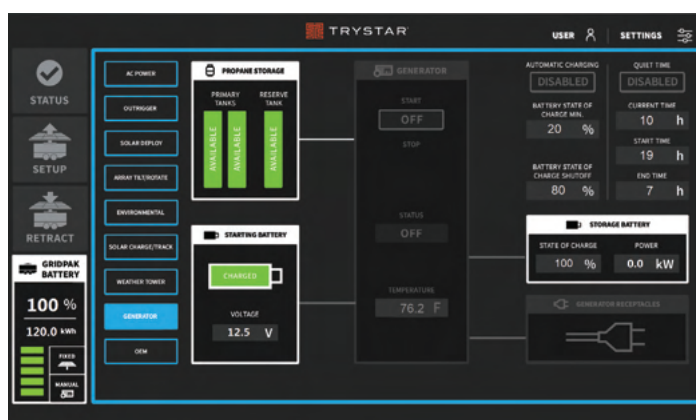 TRYSTAR
USER
SETTINGS
STATUS
SETUP
RETRACT
GRIDPAK
BATTERY
100 %
120.0 kWh
FIXED
MANUAL
AC POWER
OUTRIGGER
SOLAR DEPLOY
ARRAY TILT/ROTATE
ENVIRONMENTAL
SOLAR CHARGE/TRACK
WEATHER TOWER
GENERATOR
OEM
PROPANE STORAGE
PRIMARY
TANKS
RESERVE
TANK
AVAILABLE
AVAILABLE
AVAILABLE
STARTING BATTERY
CHARGED
VOLTAGE
12.5 V
GENERATOR
START
OFF
STOP
STATUS
OFF
TEMPERATURE
76.2 F
AUTOMATIC CHARGING
DISABLED
BATTERY STATE OF
CHARGE MIN.
20 %
BATTERY STATE OF
CHARGE SHUTOFF
80 %
QUIET TIME
DISABLED
CURRENT TIME
10 h
START TIME
19 h
END TIME
7 h
STORAGE BATTERY
STATE OF CHARGE
100 %
POWER
0.0 kW
GENERATOR RECEPTACLES